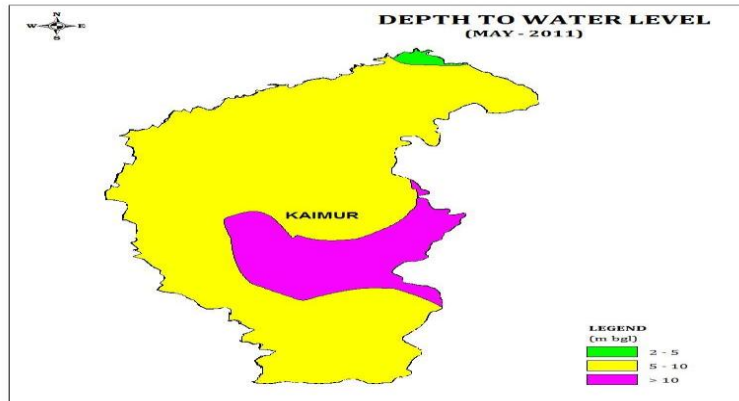 N
W E
S
DEPTH TO WATER LEVEL
(MAY - 2011)
KAIMUR
LEGEND
(m bgl)
2 - 5
5 - 10
> 10